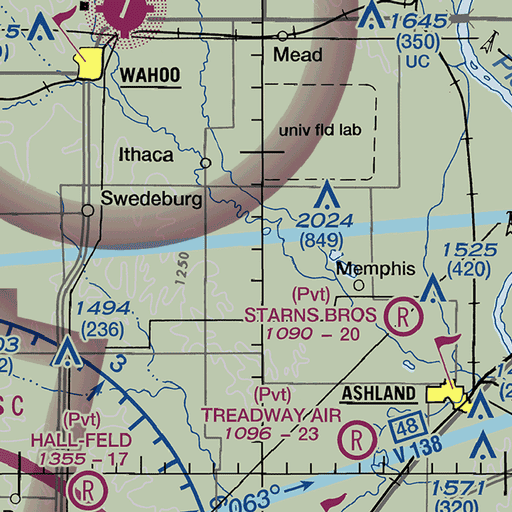 5
1645
(350)
UC
Mead
WAHOO
univ fld lab
Ithaca
Swedeburg
2024
(849)
1525
(420)
1250
Memphis
(Pvt)
STARNS.BROS
1090 - 20
R
1494
(236)
3
S C
(Pvt)
HALL-FELD
1355 - 17
R
ASHLAND
(Pvt)
TREADWAY AIR
1096 - 23
R
48
V 138
063°
1571
(320)